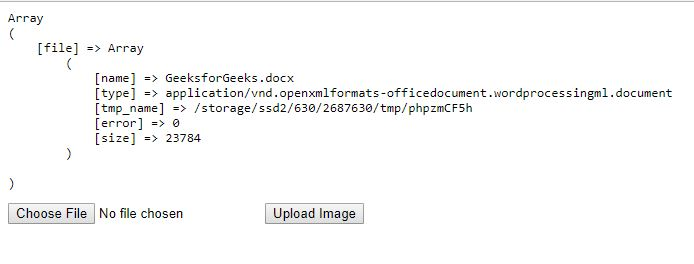 Array
(
    [file] => Array
        (
            [name] => GeeksforGeeks.docx
            [type] => application/vnd.openxmlformats-officedocument.wordprocessingml.document
            [tmp_name] => /storage/ssd2/630/2687630/tmp/phpzmCF5h
            [error] => 0
            [size] => 23784
        )
)
Choose File No file chosen Upload Image